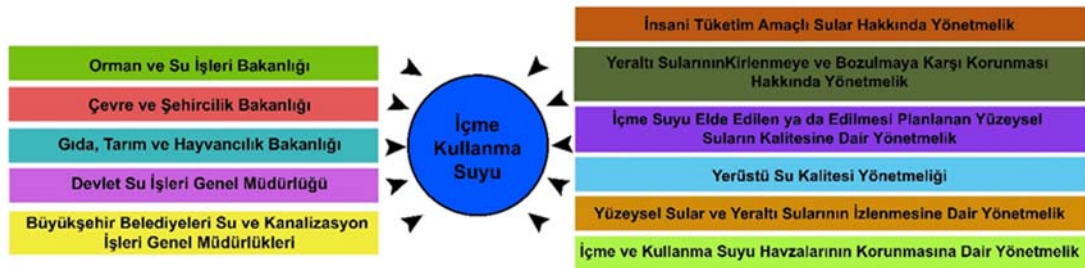 Orman ve Su İşleri Bakanlığı
Çevre ve Şehircilik Bakanlığı
Gıda, Tarım ve Hayvancılık Bakanlığı
Devlet Su İşleri Genel Müdürlüğü
Büyükşehir Belediyeleri Su ve Kanalizasyon
İşleri Genel Müdürlükleri
İçme
Kullanma
Suyu
İnsani Tüketim Amaçlı Sular Hakkında Yönetmelik
Yeraltı SularınınKirlenmeye ve Bozulmaya Karşı Korunması
Hakkında Yönetmelik
İçme Suyu Elde Edilen ya da Edilmesi Planlanan Yüzeysel
Suların Kalitesine Dair Yönetmelik
Yerüstü Su Kalitesi Yönetmeliği
Yüzeysel Sular ve Yeraltı Sularının İzlenmesine Dair Yönetmelik
İçme ve Kullanma Suyu Havzalarının Korunmasına Dair Yönetmelik